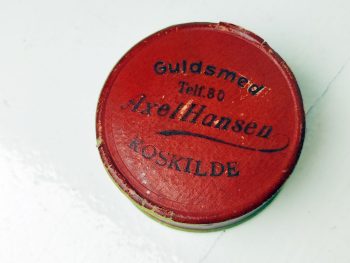 Guldsmed
Telf. 80
Axel Hansen
ROSKILDE